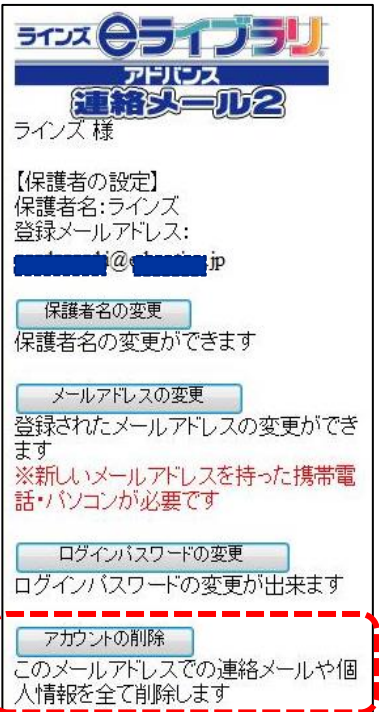 ラインズeライブラリ
アドバンス
連絡メール2
ラインズ 様
【保護者の設定】
保護者名:ラインズ
登録メールアドレス:
@ .jp
保護者名の変更
保護者名の変更ができます
メールアドレスの変更
登録されたメールアドレスの変更ができ
ます
※新しいメールアドレスを持った携帯電
話・パソコンが必要です
ログインパスワードの変更
ログインパスワードの変更が出来ます
アカウントの削除
このメールアドレスでの連絡メールや個
人情報を全て削除します